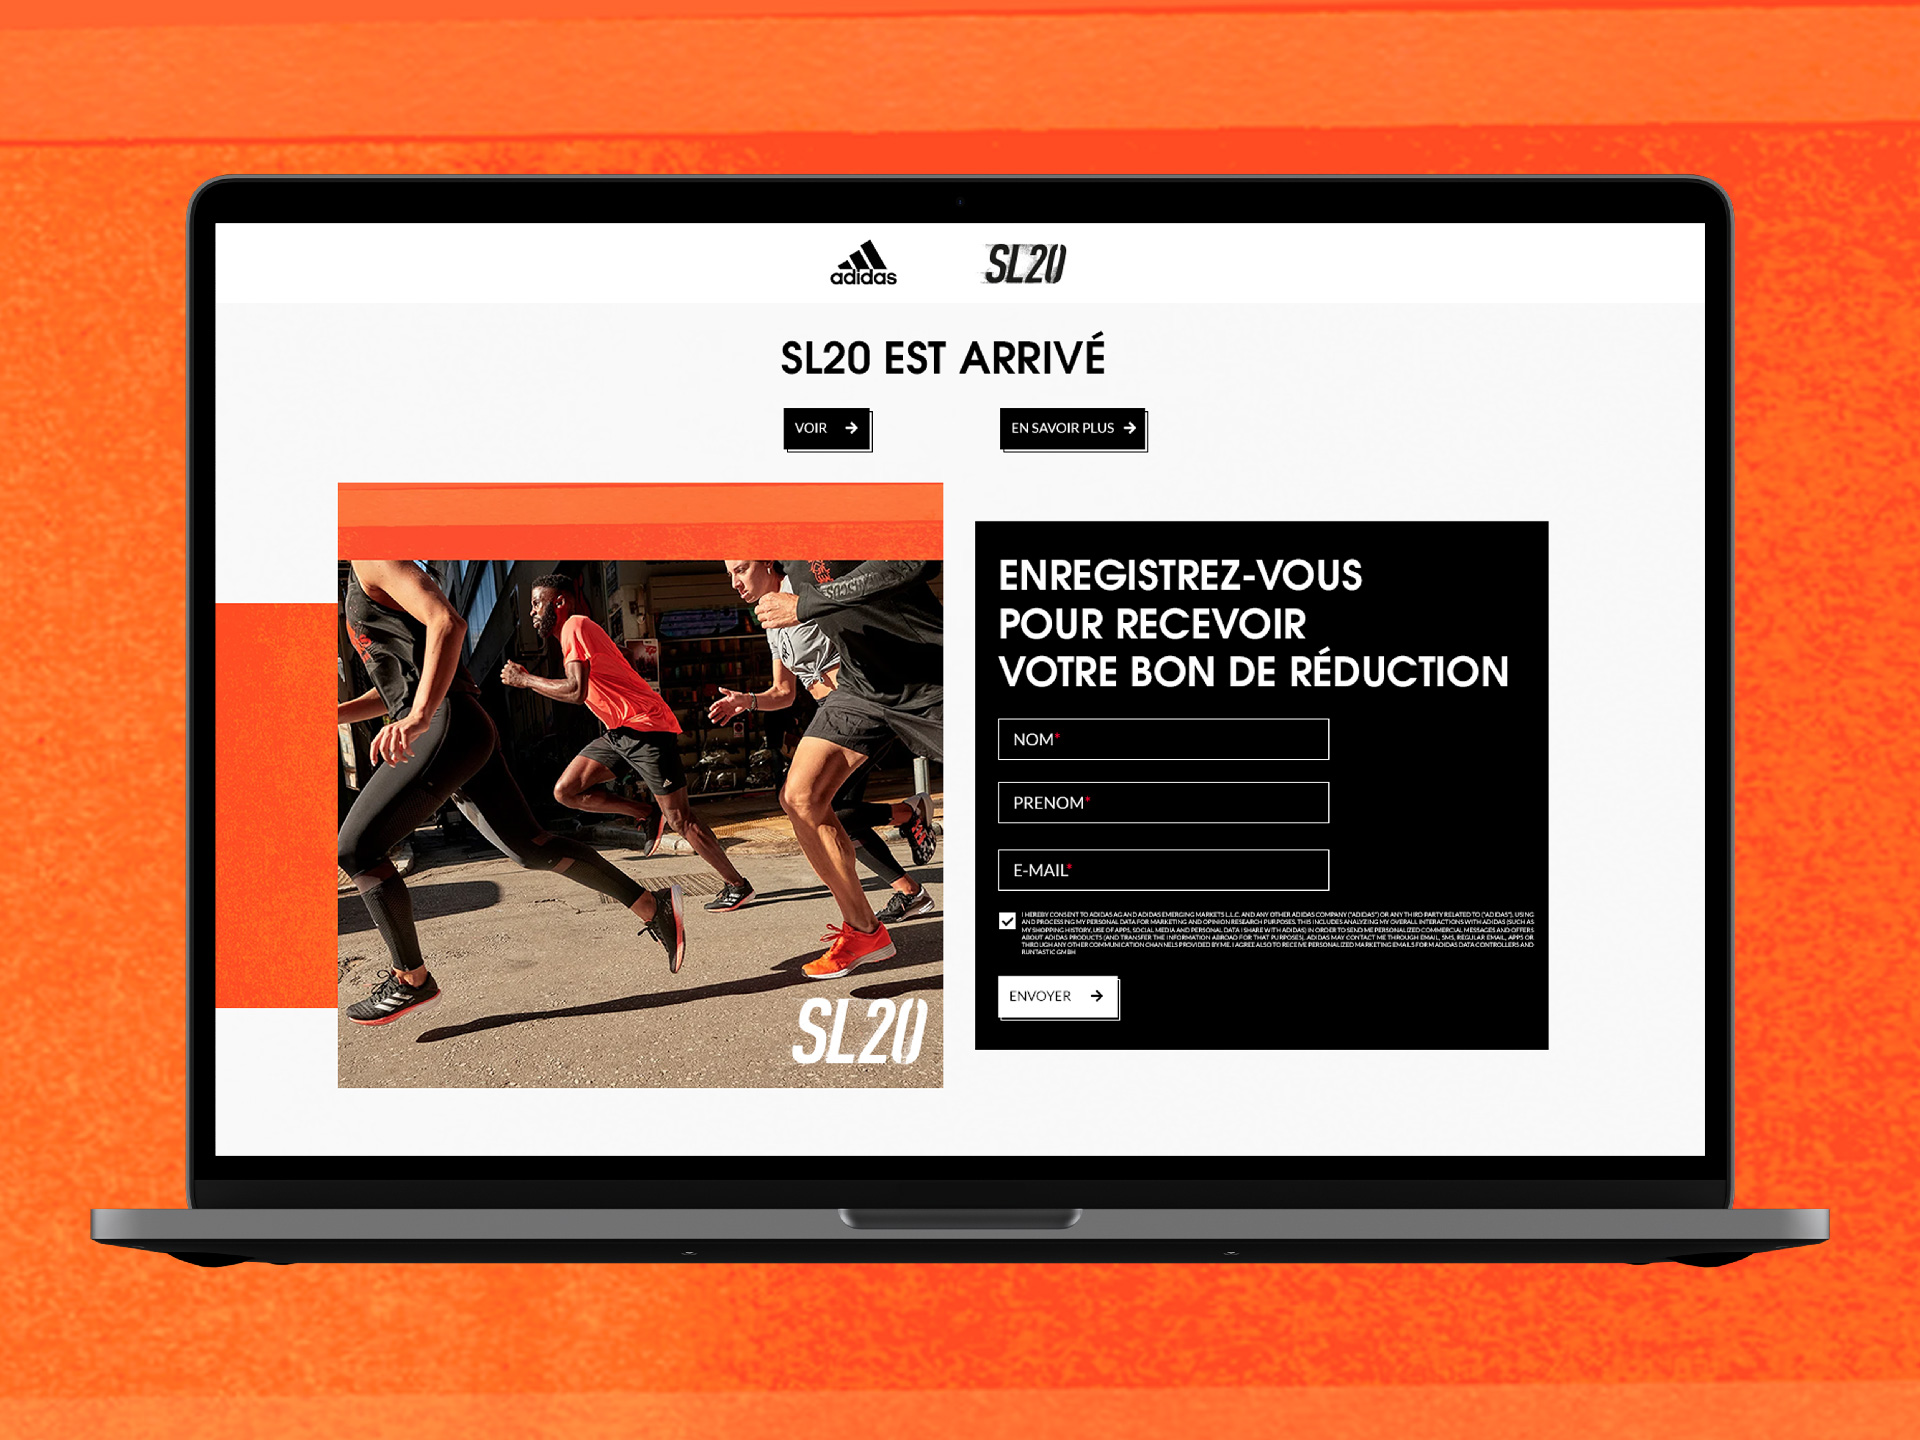 adidas
SL20
SL20 EST ARRIVÉ
VOIR
EN SAVOIR PLUS
ENREGISTREZ-VOUS
POUR RECEVOIR
VOTRE BON DE RÉDUCTION
NOM*
PRENOM*
E-MAIL*
I HEREBY CONSENT TO ADIDAS AG AND ADIDAS EMERGING MARKETS L.L.C. AND ANY OTHER ADIDAS COMPANY ("ADIDAS") OR ANY THIRD PARTY RELATED TO ("ADIDAS"), USING
AND PROCESSING MY PERSONAL DATA FOR MARKETING AND OPINION RESEARCH PURPOSES. THIS INCLUDES ANALYZING MY OVERALL INTERACTIONS WITH ADIDAS (SUCH AS
MY SHOPPING HISTORY, USE OF APPS, SOCIAL MEDIA AND PERSONAL DATA I SHARE WITH ADIDAS) IN ORDER TO SEND ME PERSONALIZED COMMERCIAL MESSAGES AND OFFERS
ABOUT ADIDAS PRODUCTS (AND TRANSFER THE INFORMATION ABROAD FOR THAT PURPOSES). ADIDAS MAY CONTACT ME THROUGH EMAIL, SMS, REGULAR EMAIL, APPS OR
THROUGH ANY OTHER COMMUNICATION CHANNELS PROVIDED BY ME. I AGREE ALSO TO RECEIVE PERSONALIZED MARKETING EMAILS FORM ADIDAS DATA CONTROLLERS AND
RUNTASTIC GMBH
ENVOYER
SL20